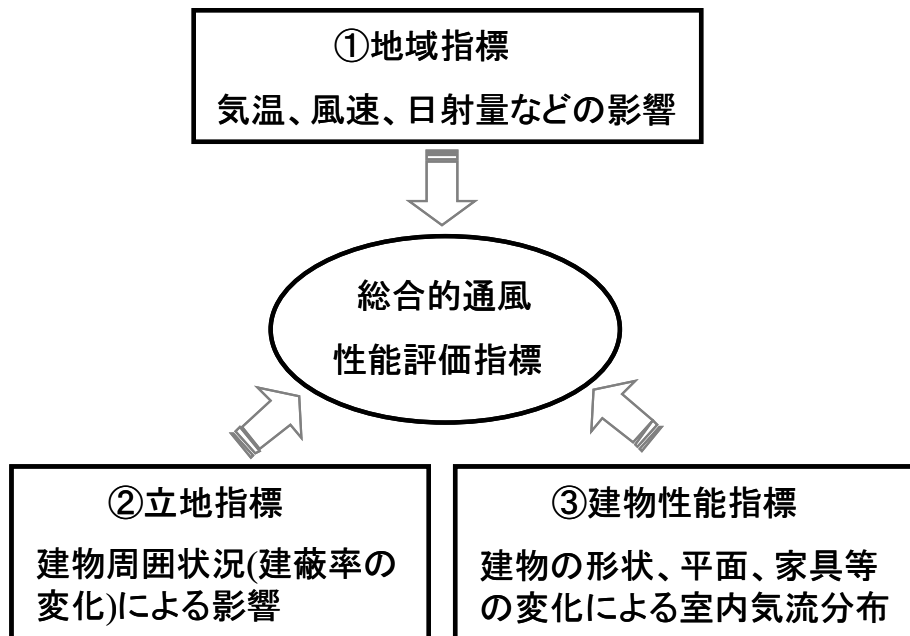 ①地域指標
気温、風速、日射量などの影響
総合的通風
性能評価指標
②立地指標
建物周囲状況(建蔽率の
変化)による影響
③建物性能指標
建物の形状、平面、家具等
の変化による室内気流分布